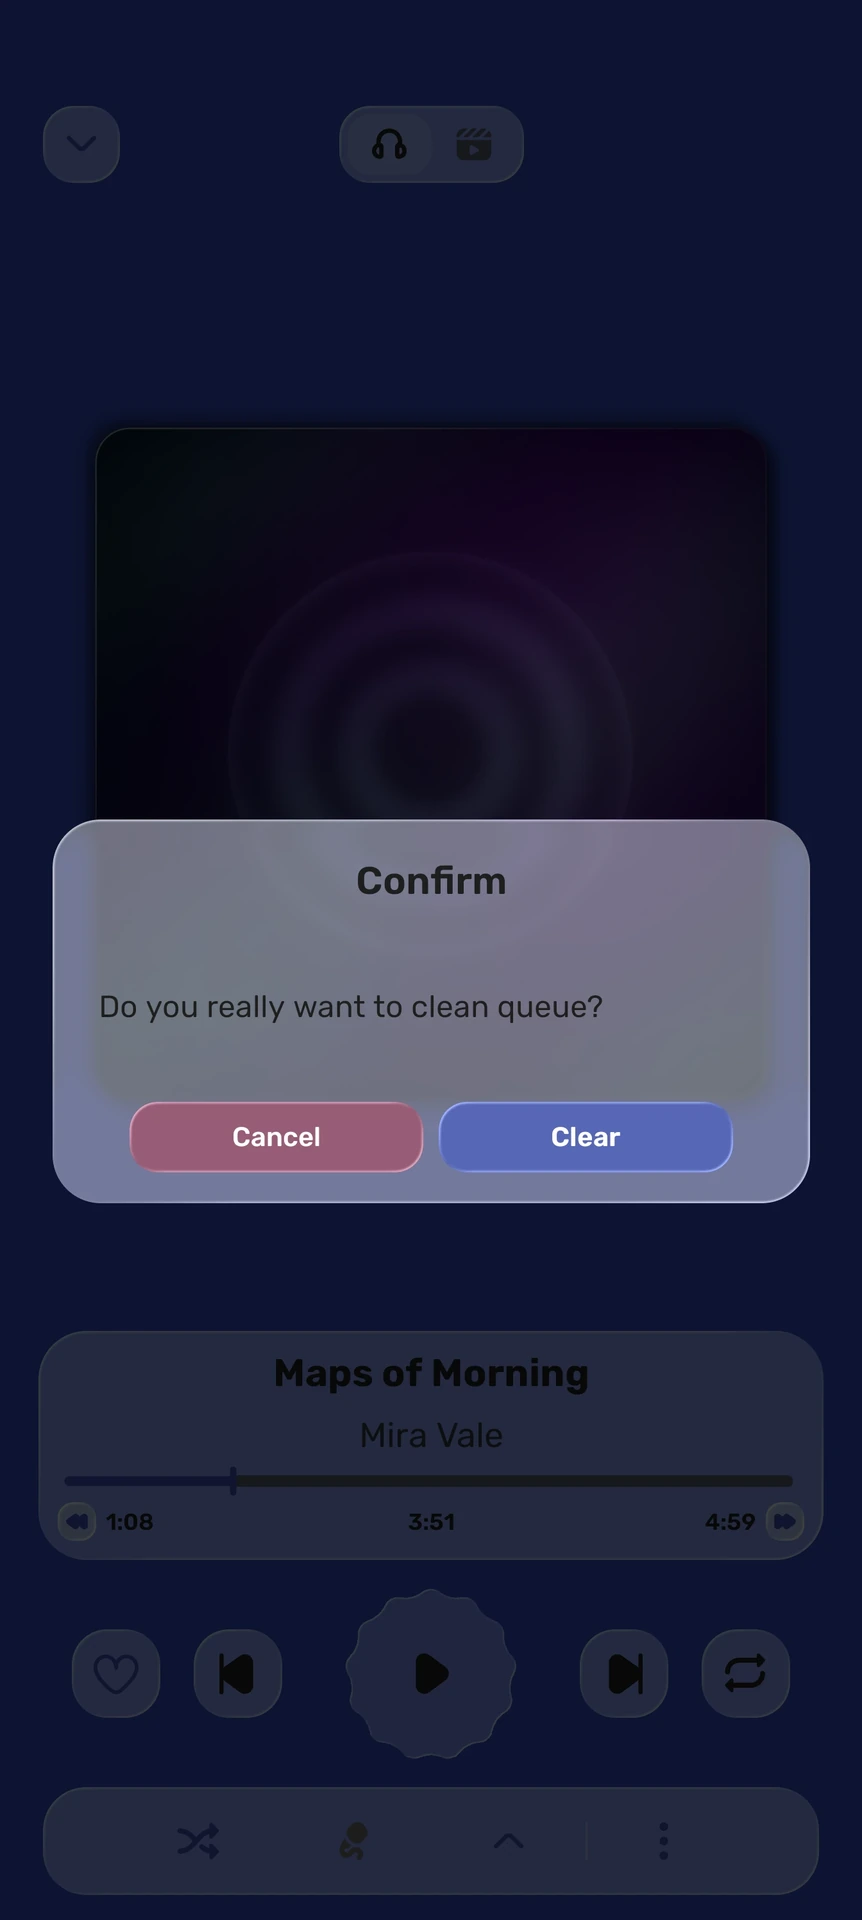 Confirm
Do you really want to clean queue?
Cancel
Clear
Maps of Morning
Mira Vale
1:08
3:51
4:59